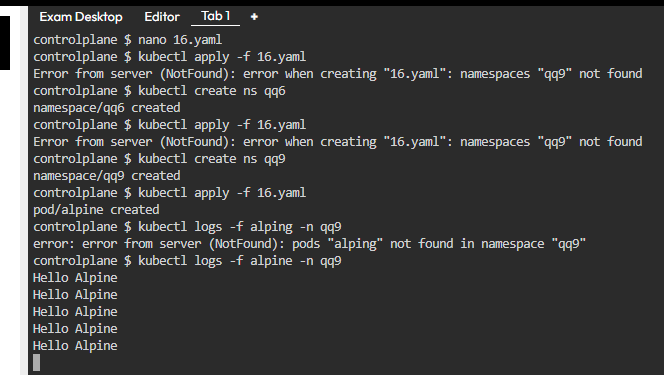 Exam Desktop Editor Tab 1 +
controlplane $ nano 16.yaml
controlplane $ kubectl apply -f 16.yaml
Error from server (NotFound): error when creating "16.yaml": namespaces "qq9" not found
controlplane $ kubectl create ns qq6
namespace/qq6 created
controlplane $ kubectl apply -f 16.yaml
Error from server (NotFound): error when creating "16.yaml": namespaces "qq9" not found
controlplane $ kubectl create ns qq9
namespace/qq9 created
controlplane $ kubectl apply -f 16.yaml
pod/alpine created
controlplane $ kubectl logs -f alping -n qq9
error: error from server (NotFound): pods "alping" not found in namespace "qq9"
controlplane $ kubectl logs -f alpine -n qq9
Hello Alpine
Hello Alpine
Hello Alpine
Hello Alpine
Hello Alpine